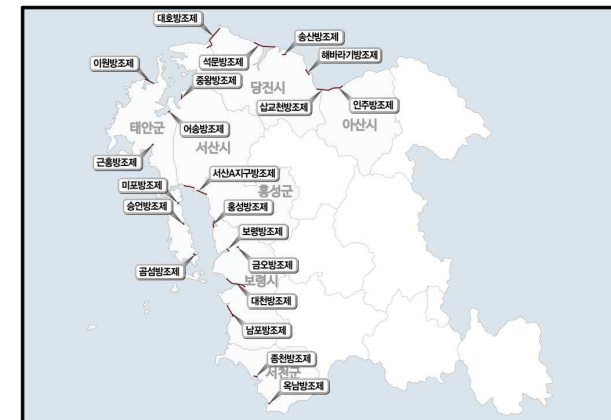 대호방조제
송산방조제
석문방조제
해바라기방조제
이원방조제
중왕방조제
당진시
삽교천방조제
인주방조제
태안군
어송방조제
아산시
서산시
근흥방조제
서산A지구방조제
미포방조제
홍성군
승언방조제
홍성방조제
보령방조제
곰섬방조제
금오방조제
보령시
대천방조제
남포방조제
종천방조제
서천군
옥남방조제